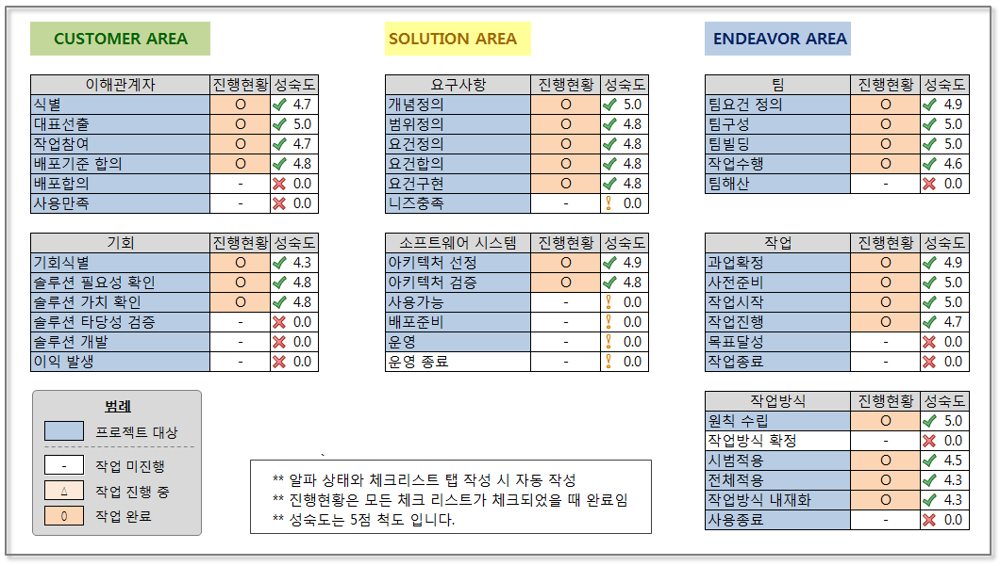 CUSTOMER AREA
이해관계자 진행현황 성숙도
식별 O 4.7
대표선출 O 5.0
작업참여 O 4.7
배포기준 합의 O 4.8
배포합의 - 0.0
사용만족 - 0.0
기회 진행현황 성숙도
기회식별 O 4.3
솔루션 필요성 확인 O 4.8
솔루션 가치 확인 O 4.8
솔루션 타당성 검증 - 0.0
솔루션 개발 - 0.0
이익 발생 - 0.0
SOLUTION AREA
요구사항 진행현황 성숙도
개념정의 O 5.0
범위정의 O 4.8
요건정의 O 4.8
요건합의 O 4.8
요건구현 O 4.8
니즈충족 - 0.0
소프트웨어 시스템 진행현황 성숙도
아키텍처 선정 O 4.9
아키텍처 검증 O 4.8
사용가능 - 0.0
배포준비 - 0.0
운영 - 0.0
운영 종료 - 0.0
ENDEAVOR AREA
팀 진행현황 성숙도
팀요건 정의 O 4.9
팀구성 O 5.0
팀빌딩 O 5.0
작업수행 O 4.6
팀해산 - 0.0
작업 진행현황 성숙도
과업확정 O 4.9
사전준비 O 5.0
작업시작 O 5.0
작업진행 O 4.7
목표달성 - 0.0
작업종료 - 0.0
작업방식 진행현황 성숙도
원칙 수립 O 5.0
작업방식 확정 - 0.0
시범적용 O 4.5
전체적용 O 4.3
작업방식 내재화 O 4.3
사용종료 - 0.0
범례
프로젝트 대상
- 작업 미진행
△ 작업 진행 중
O 작업 완료
`
** 알파 상태와 체크리스트 탭 작성 시 자동 작성
** 진행현황은 모든 체크 리스트가 체크되었을 때 완료임
** 성숙도는 5점 척도 입니다.